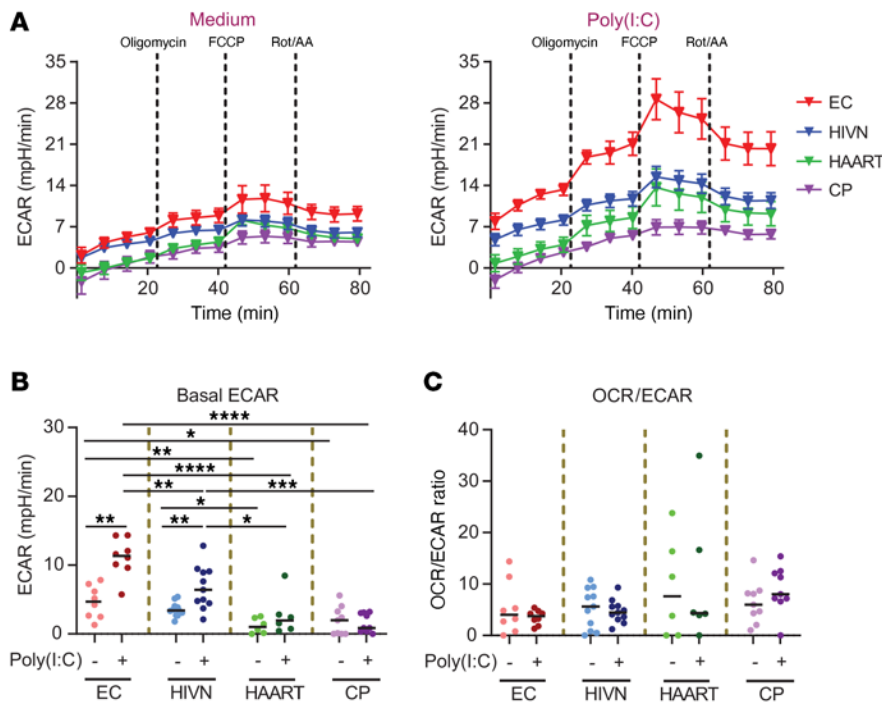 A
Medium
Poly(I:C)
Oligomycin FCCP Rot/AA
Oligomycin FCCP Rot/AA
ECAR (mpH/min)
35
28
21
14
7
0
20 40 60 80
Time (min)
ECAR (mpH/min)
35
28
21
14
7
0
20 40 60 80
Time (min)
EC
HIVN
HAART
CP
B
Basal ECAR
ECAR (mpH/min)
30
20
10
0
****
*
**
****
** ***
*
** ** *
Poly(I:C) - + - + - + - +
EC HIVN HAART CP
C
OCR/ECAR
OCR/ECAR ratio
40
30
20
10
0
Poly(I:C) - + - + - + - +
EC HIVN HAART CP